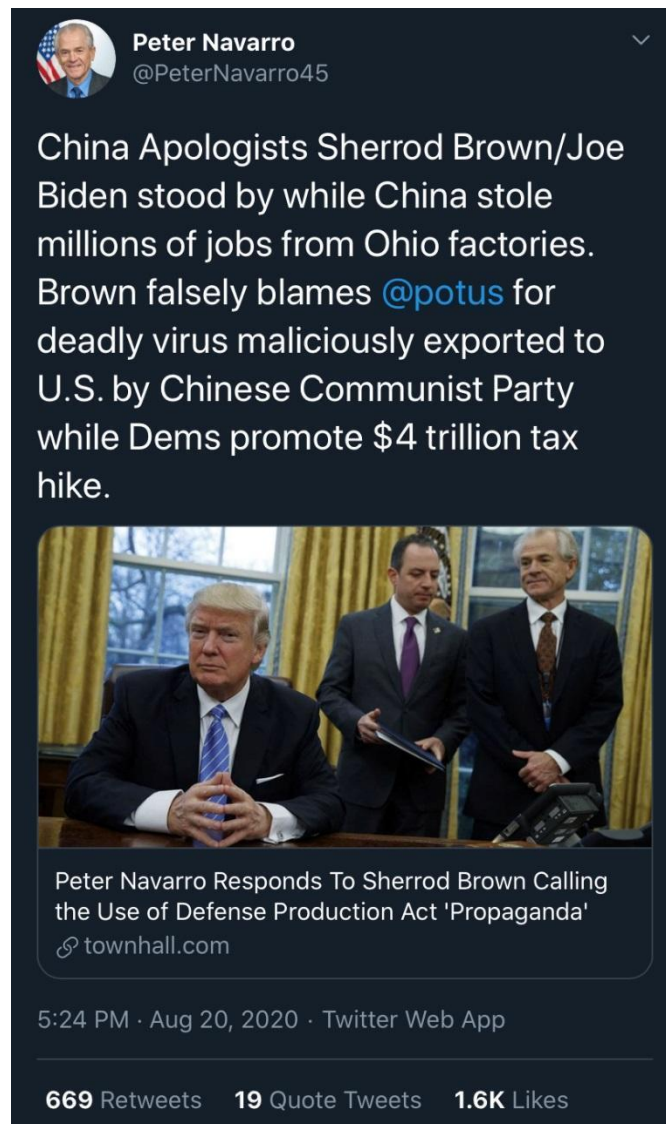 Peter Navarro
@PeterNavarro45
China Apologists Sherrod Brown/Joe
Biden stood by while China stole
millions of jobs from Ohio factories.
Brown falsely blames @potus for
deadly virus maliciously exported to
U.S. by Chinese Communist Party
while Dems promote $4 trillion tax
hike.
Peter Navarro Responds To Sherrod Brown Calling
the Use of Defense Production Act 'Propaganda'
townhall.com
5:24 PM · Aug 20, 2020 · Twitter Web App
669 Retweets 19 Quote Tweets 1.6K Likes